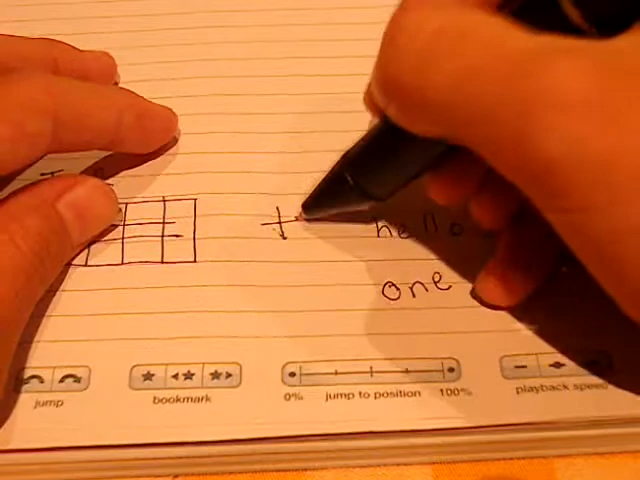 hello
one
jump
bookmark
0% jump to position 100%
playback speed